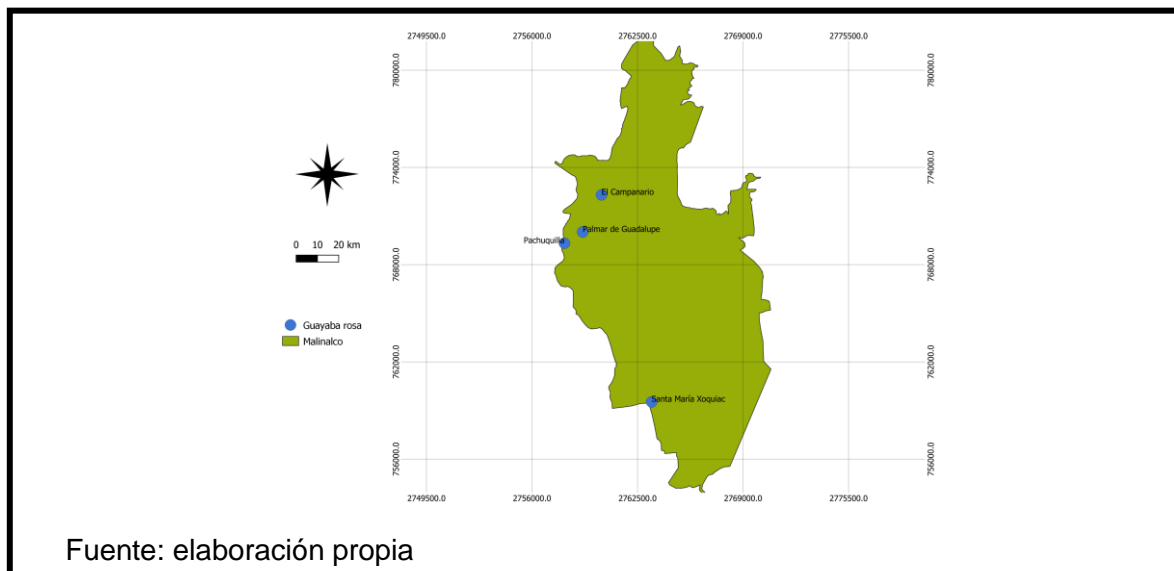 2749500.0 2756000.0 2762500.0 2769000.0 2775500.0
780000.0 780000.0
774000.0 774000.0
El Campanario
Palmar de Guadalupe
Pachuquilla
0 10 20 km
768000.0 768000.0
Guayaba rosa
Malinalco
762000.0 762000.0
Santa María Xoquiac
756000.0 756000.0
2749500.0 2756000.0 2762500.0 2769000.0 2775500.0
Fuente: elaboración propia